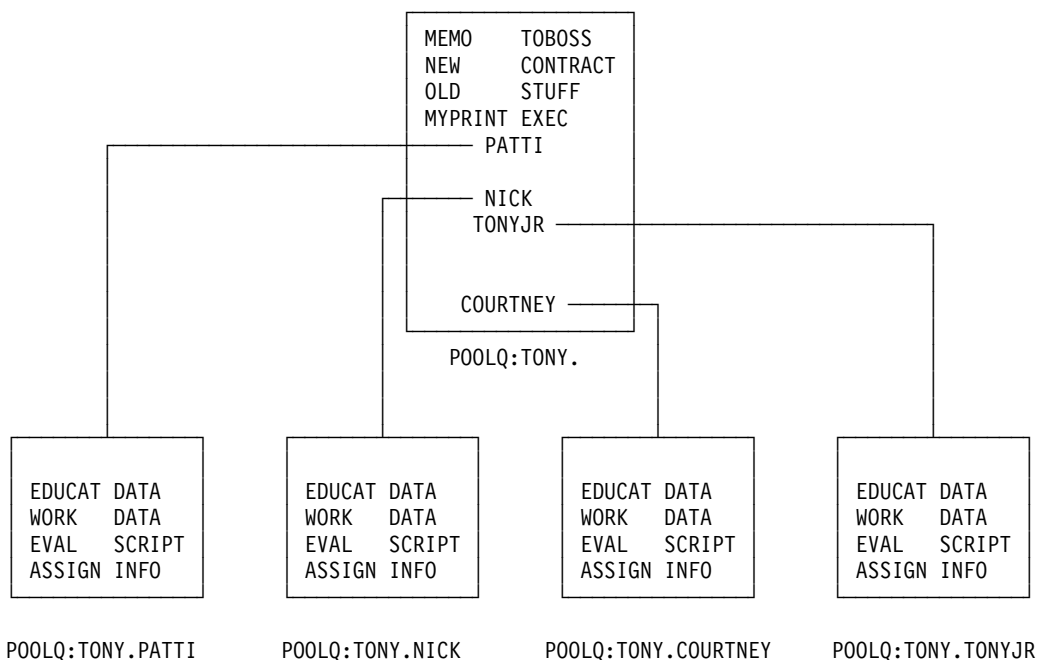 MEMO TOBOSS
NEW CONTRACT
OLD STUFF
MYPRINT EXEC
PATTI
NICK
TONYJR
COURTNEY
POOLQ:TONY.
EDUCAT DATA
WORK DATA
EVAL SCRIPT
ASSIGN INFO
POOLQ:TONY.PATTI
EDUCAT DATA
WORK DATA
EVAL SCRIPT
ASSIGN INFO
POOLQ:TONY.NICK
EDUCAT DATA
WORK DATA
EVAL SCRIPT
ASSIGN INFO
POOLQ:TONY.COURTNEY
EDUCAT DATA
WORK DATA
EVAL SCRIPT
ASSIGN INFO
POOLQ:TONY.TONYJR